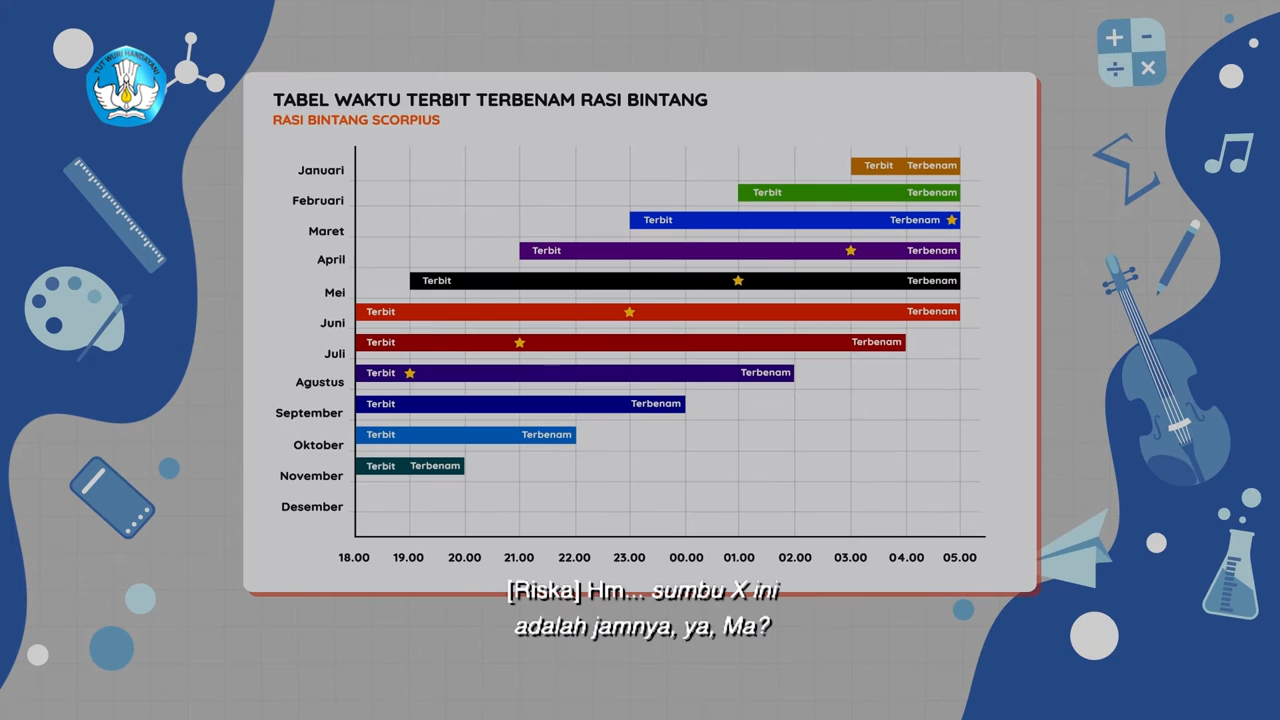 TUT WURI HANDAYANI
TABEL WAKTU TERBIT TERBENAM RASI BINTANG
RASI BINTANG SCORPIUS
Januari Terbit Terbenam
Februari Terbit Terbenam
Maret Terbit Terbenam
April Terbit Terbenam
Mei Terbit Terbenam
Juni Terbit Terbenam
Juli Terbit Terbenam
Agustus Terbit Terbenam
September Terbit Terbenam
Oktober Terbit Terbenam
November Terbit Terbenam
Desember
18.00 19.00 20.00 21.00 22.00 23.00 00.00 01.00 02.00 03.00 04.00 05.00
[Riska] Hm... sumbu X ini
adalah jamnya, ya, Ma?